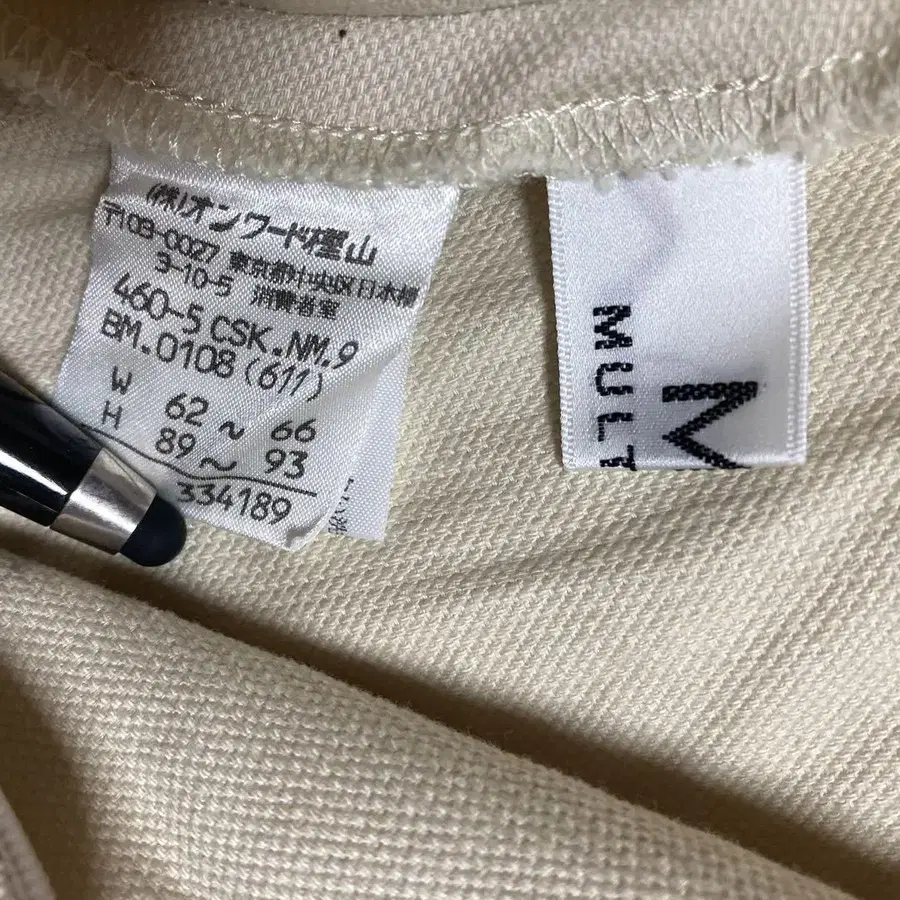 (株)オンワード樫山
〒103-0027 東京都中央区日本橋
3-10-5 消費者室
460-5 CSK.NM.9
BM.0108(611)
W 62～66
H 89～93
334189
M
MULT